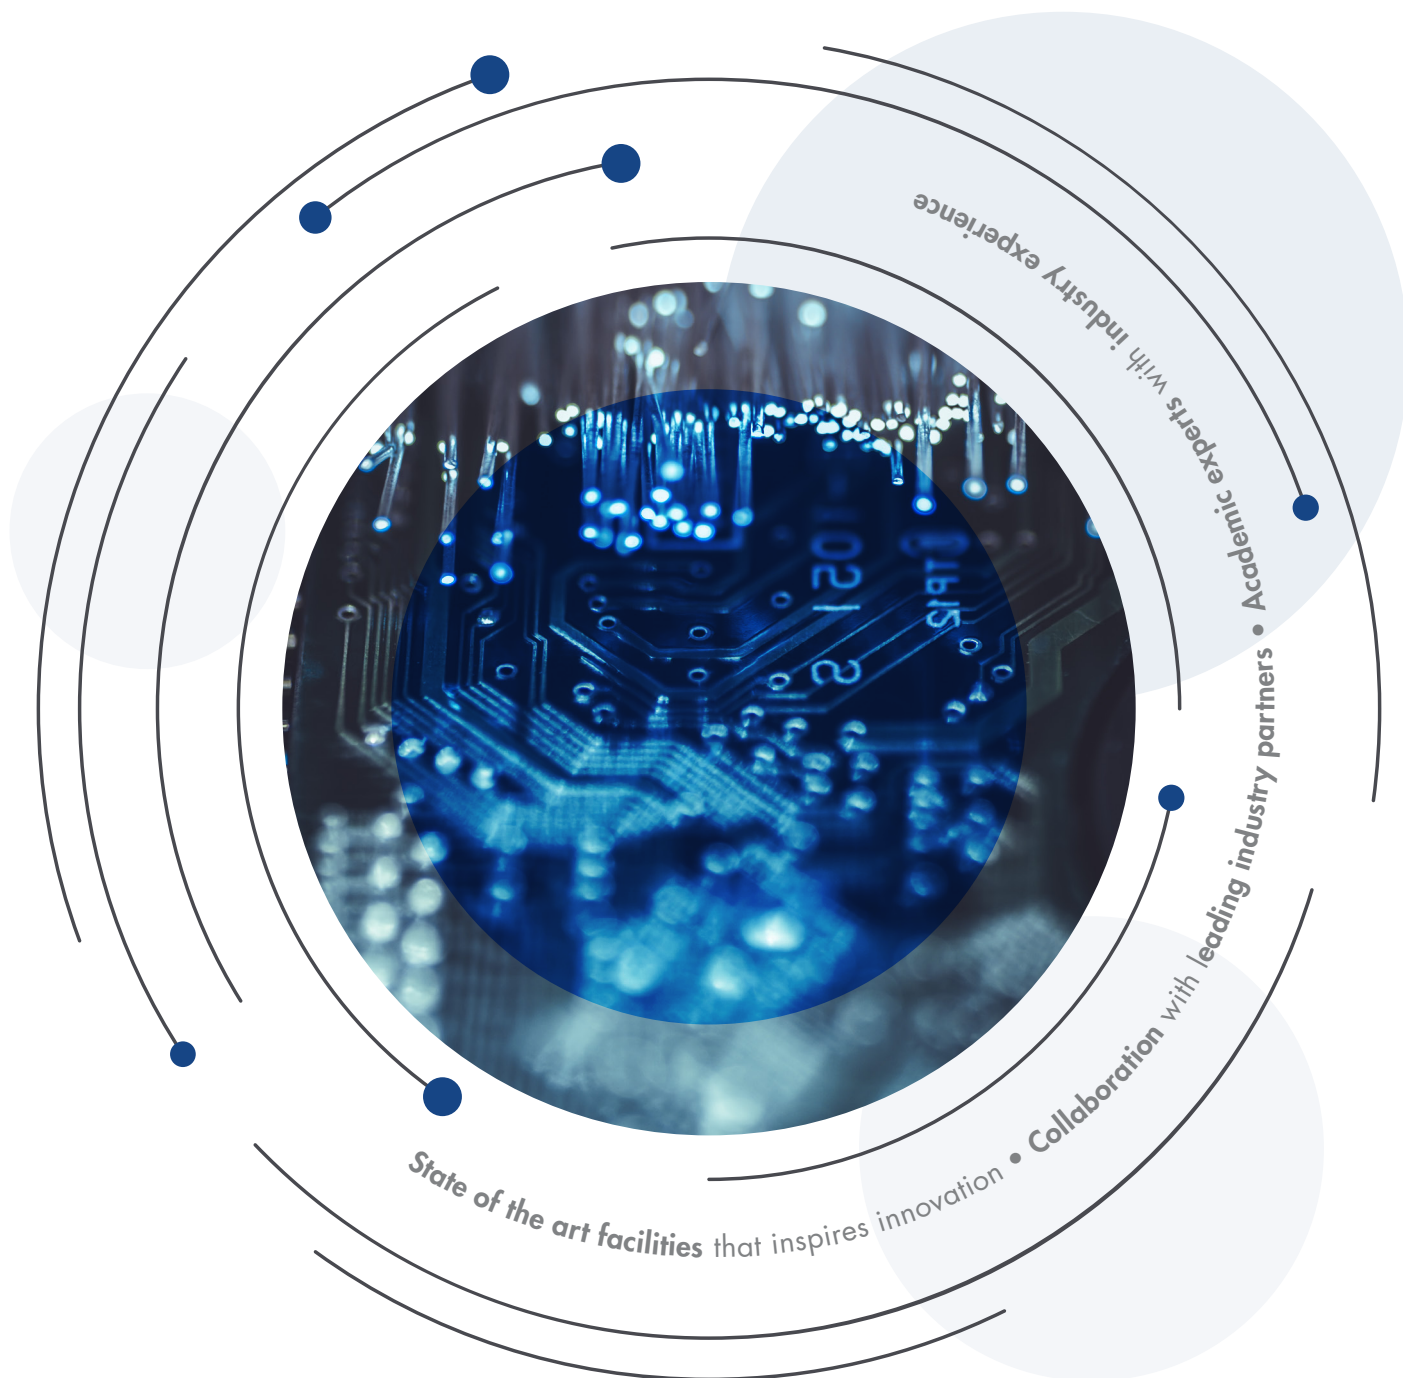 State of the art facilities that inspires innovation • Collaboration with leading industry partners • Academic experts with industry experience